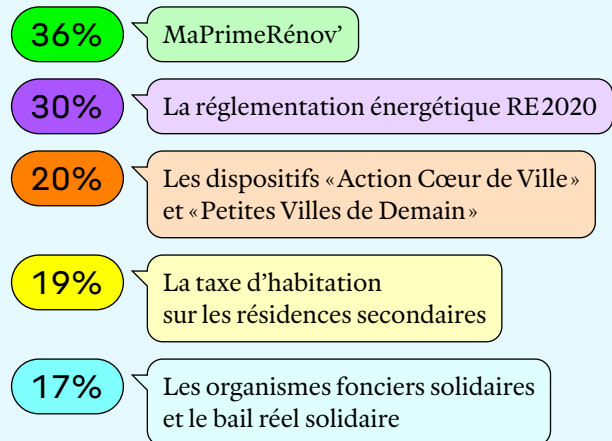 36%
MaPrimeRénov’
30%
La réglementation énergétique RE2020
20%
Les dispositifs «Action Cœur de Ville»
et «Petites Villes de Demain»
19%
La taxe d’habitation
sur les résidences secondaires
17%
Les organismes fonciers solidaires
et le bail réel solidaire